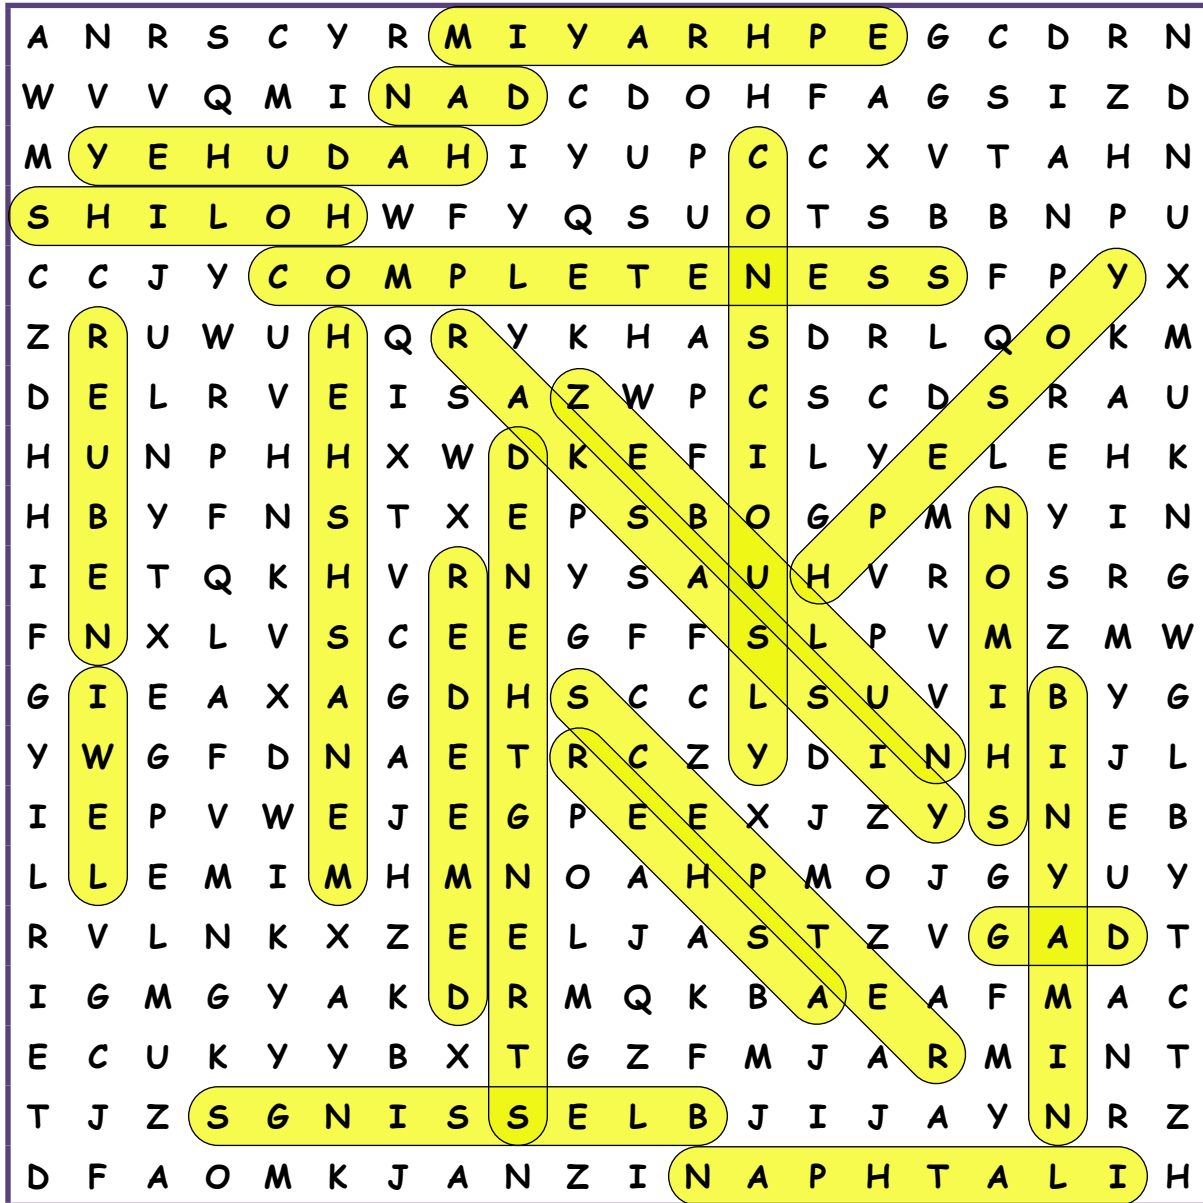 A N R S C Y R M I Y A R H P E G C D R N
W V V Q M I N A D C D O H F A G S I Z D
M Y E H U D A H I Y U P C C X V T A H N
S H I L O H W F Y Q S U O T S B B N P U
C C J Y C O M P L E T E N E S S F P Y X
Z R U W U H Q R Y K H A S D R L Q O K M
D E L R V E I S A Z W P C S C D S R A U
H U N P H H X W D K E F I L Y E L E H K
H B Y F N S T X E P S B O G P M N Y I N
I E T Q K H V R N Y S A U H V R O S R G
F N X L V S C E E G F F S L P V M Z M W
G I E A X A G D H S C C L S U V I B Y G
Y W G F D N A E T R C Z Y D I N H I J L
I E P V W E J E G P E E X J Z Y S N E B
L L E M I M H M N O A H P M O J G Y U Y
R V L N K X Z E E L J A S T Z V G A D T
I G M G Y A K D R M Q K B A E A F M A C
E C U K Y Y B X T G Z F M J A R M I N T
T J Z S G N I S S E L B J I J A Y N R Z
D F A O M K J A N Z I N A P H T A L I H